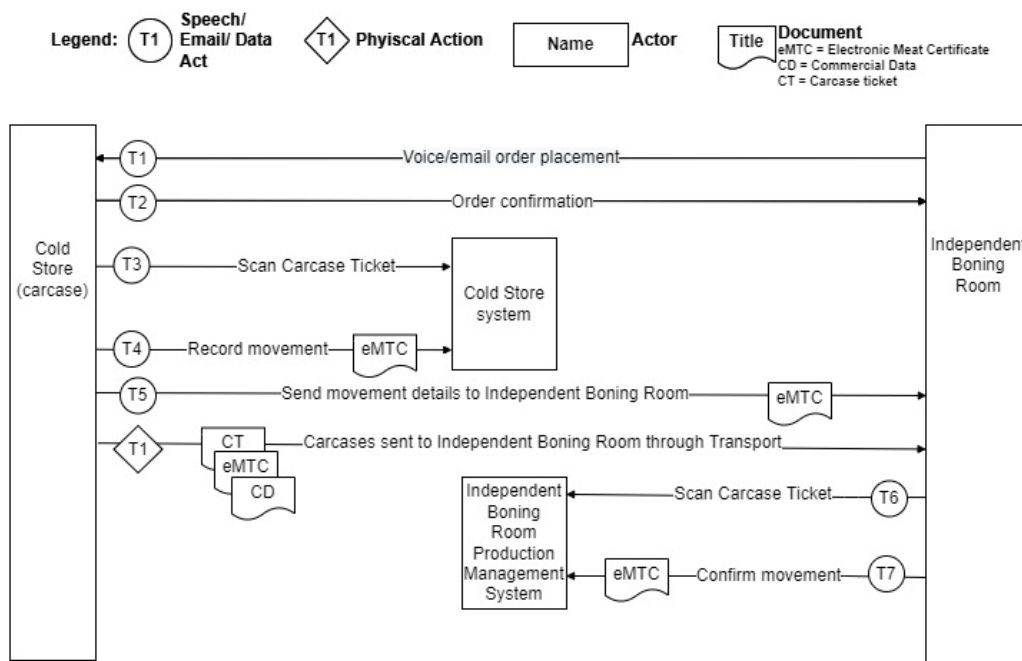 Legend:
T1
Speech/
Email/ Data
Act
T1
Phyiscal Action
Name
Actor
Title
Document
eMTC = Electronic Meat Certificate
CD = Commercial Data
CT = Carcase ticket
T1
Voice/email order placement
T2
Order confirmation
Cold
Store
(carcase)
Independent
Boning
Room
T3
Scan Carcase Ticket
Cold Store
system
T4
Record movement
eMTC
T5
Send movement details to Independent Boning Room
eMTC
T1
CT
eMTC
CD
Carcases sent to Independent Boning Room through Transport
Independent
Boning
Room
Production
Management
System
Scan Carcase Ticket
T6
eMTC
Confirm movement
T7